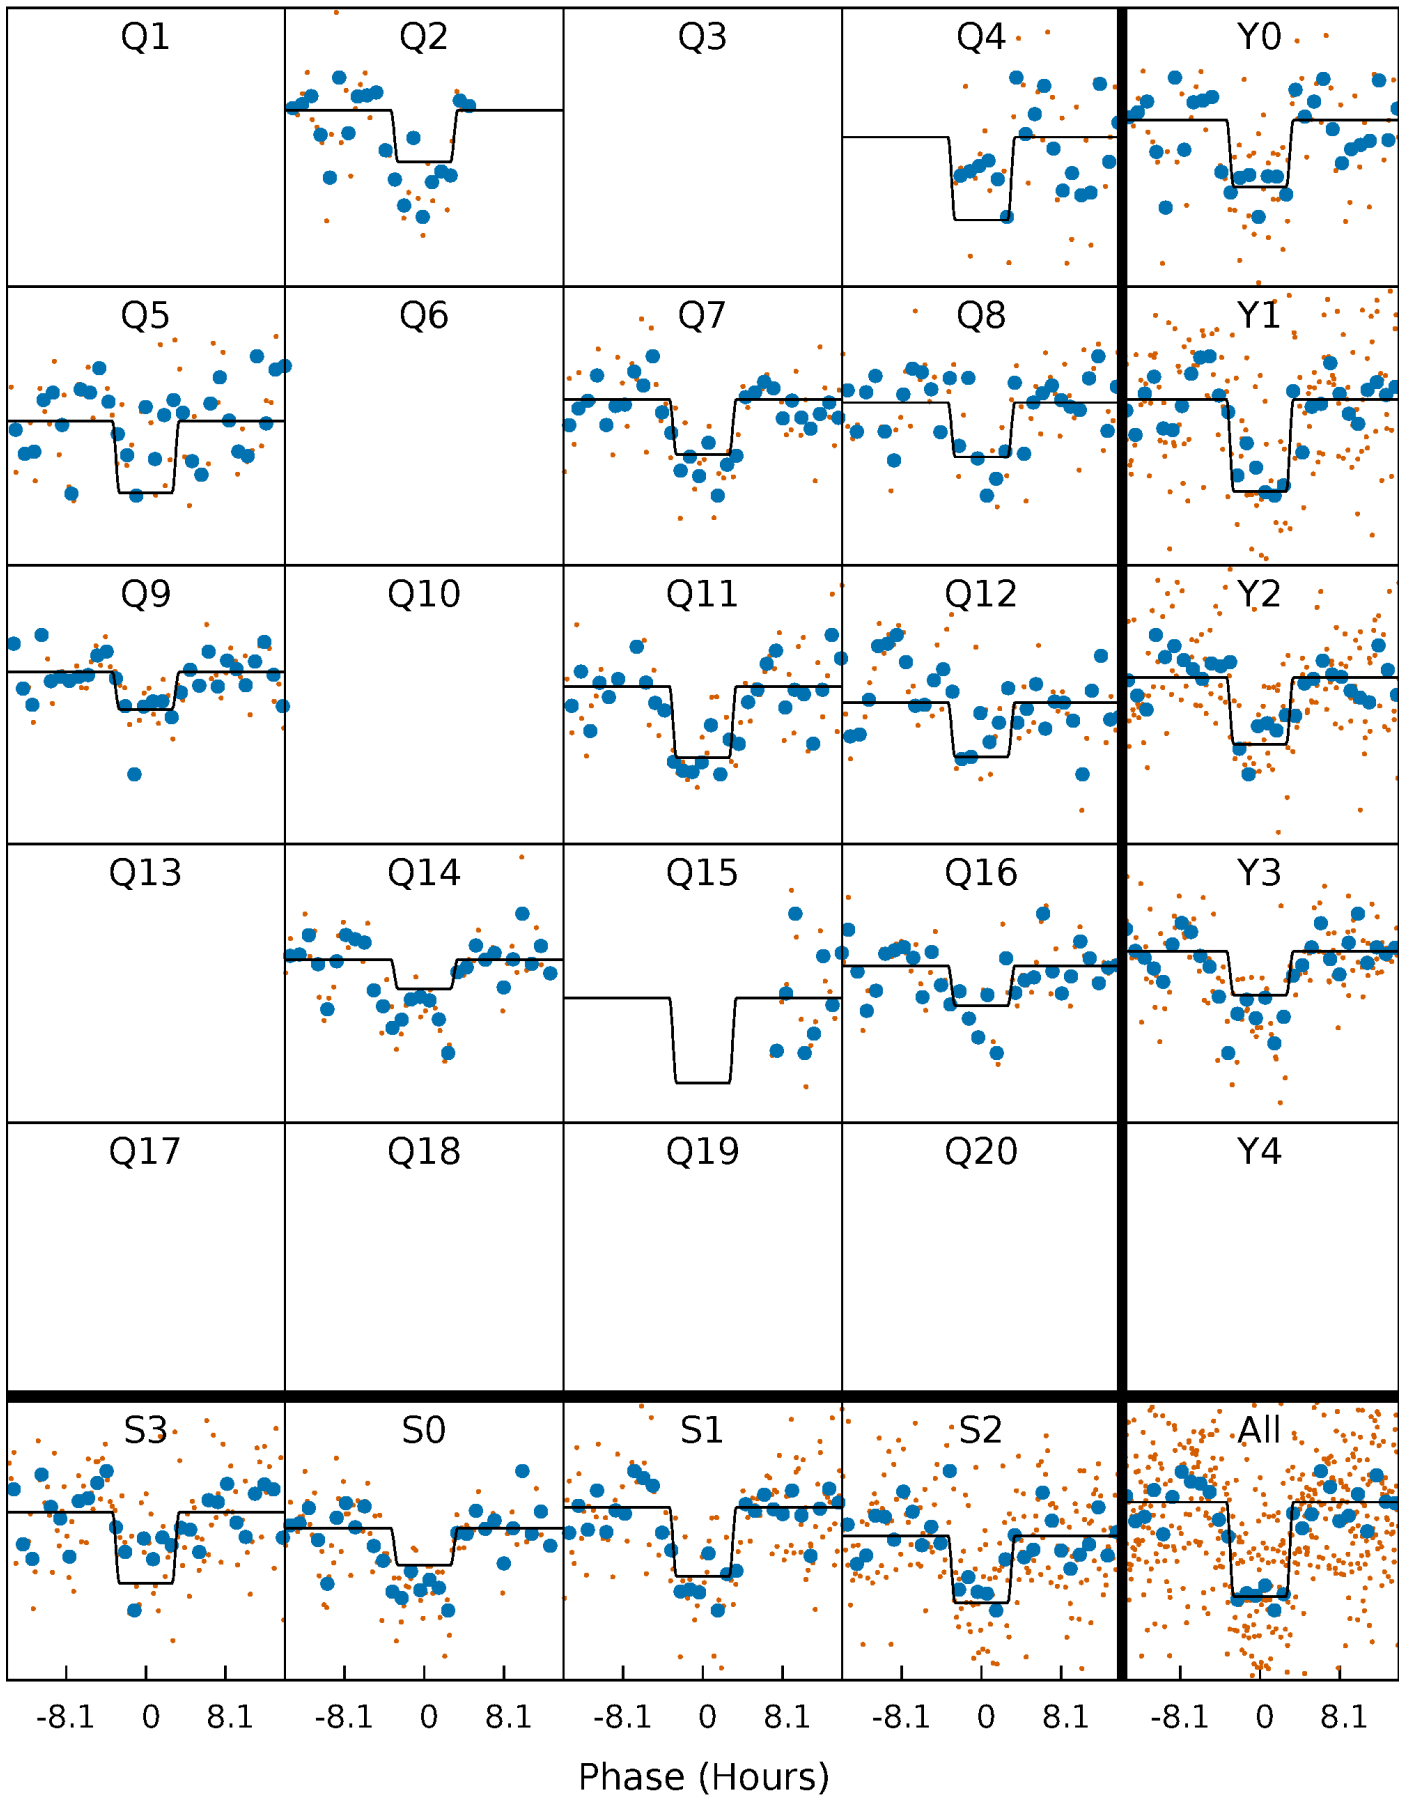 Q1 Q2 Q3 Q4 Y0
Q5 Q6 Q7 Q8 Y1
Q9 Q10 Q11 Q12 Y2
Q13 Q14 Q15 Q16 Y3
Q17 Q18 Q19 Q20 Y4
S3 S0 S1 S2 All
-8.1 0 8.1 -8.1 0 8.1 -8.1 0 8.1 -8.1 0 8.1 -8.1 0 8.1
Phase (Hours)